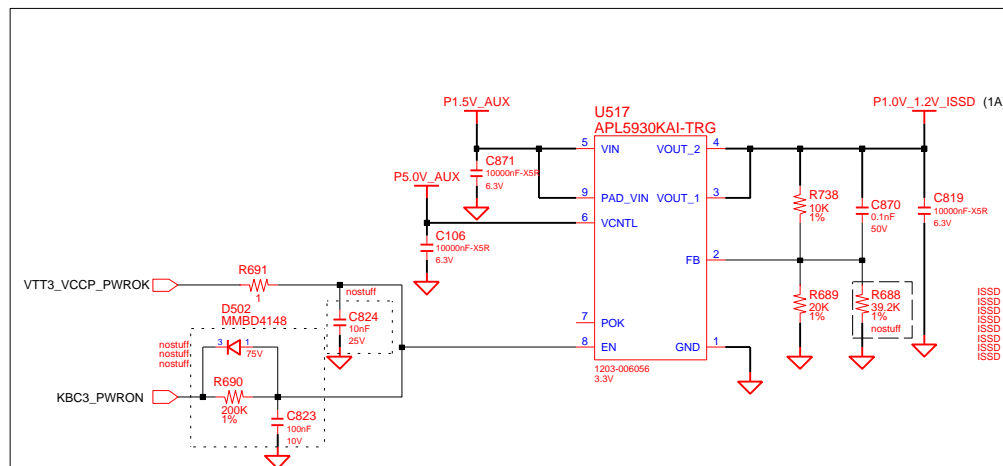 P1.5V_AUX
P1.0V_1.2V_ISSD (1A
U517
APL5930KAI-TRG
5 VIN VOUT_2 4
C871
10000nF-X5R
6.3V
P5.0V_AUX
9 PAD_VIN VOUT_1 3
R738
10K
1%
C870
0.1nF
50V
C819
10000nF-X5R
6.3V
6 VCNTL
C106
10000nF-X5R
6.3V
FB 2
VTT3_VCCP_PWROK
R691
1
nostuff
C824
10nF
25V
R689
20K
1%
R688
39.2K
1%
nostuff
ISSD
ISSD
ISSD
ISSD
ISSD
ISSD
ISSD
ISSD
D502
MMBD4148
3 1
75V
nostuff
nostuff
nostuff
7 POK
8 EN GND 1
1203-006056
3.3V
KBC3_PWRON
R690
200K
1%
C823
100nF
10V